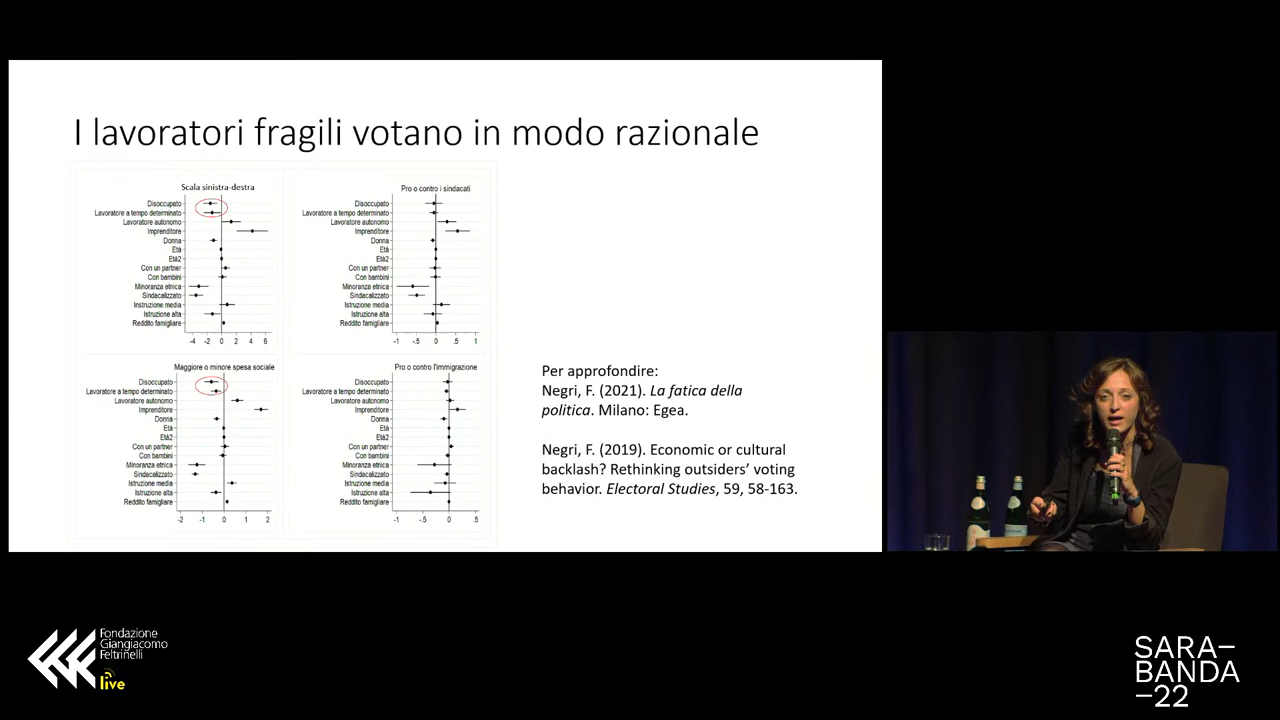 I lavoratori fragili votano in modo razionale
Scala sinistra-destra
Disoccupato
Lavoratore a tempo determinato
Lavoratore autonomo
Imprenditore
Donna
Età
Età2
Con un partner
Con bambini
Minoranza etnica
Sindacalizzato
Istruzione media
Istruzione alta
Reddito famigliare
-4 -2 0 2 4 6
Pro o contro i sindacati
Disoccupato
Lavoratore a tempo determinato
Lavoratore autonomo
Imprenditore
Donna
Età
Età2
Con un partner
Con bambini
Minoranza etnica
Sindacalizzato
Istruzione media
Istruzione alta
Reddito famigliare
-1 -.5 0 .5 1
Maggiore o minore spesa sociale
Disoccupato
Lavoratore a tempo determinato
Lavoratore autonomo
Imprenditore
Donna
Età
Età2
Con un partner
Con bambini
Minoranza etnica
Sindacalizzato
Istruzione media
Istruzione alta
Reddito famigliare
-2 -1 0 1 2
Pro o contro l'immigrazione
Disoccupato
Lavoratore a tempo determinato
Lavoratore autonomo
Imprenditore
Donna
Età
Età2
Con un partner
Con bambini
Minoranza etnica
Sindacalizzato
Istruzione media
Istruzione alta
Reddito famigliare
-1 -.5 0 .5
Per approfondire:
Negri, F. (2021). La fatica della
politica. Milano: Egea.
Negri, F. (2019). Economic or cultural
backlash? Rethinking outsiders’ voting
behavior. Electoral Studies, 59, 58-163.
Fondazione
Giangiacomo
Feltrinelli
live
SARA–
BANDA
–22